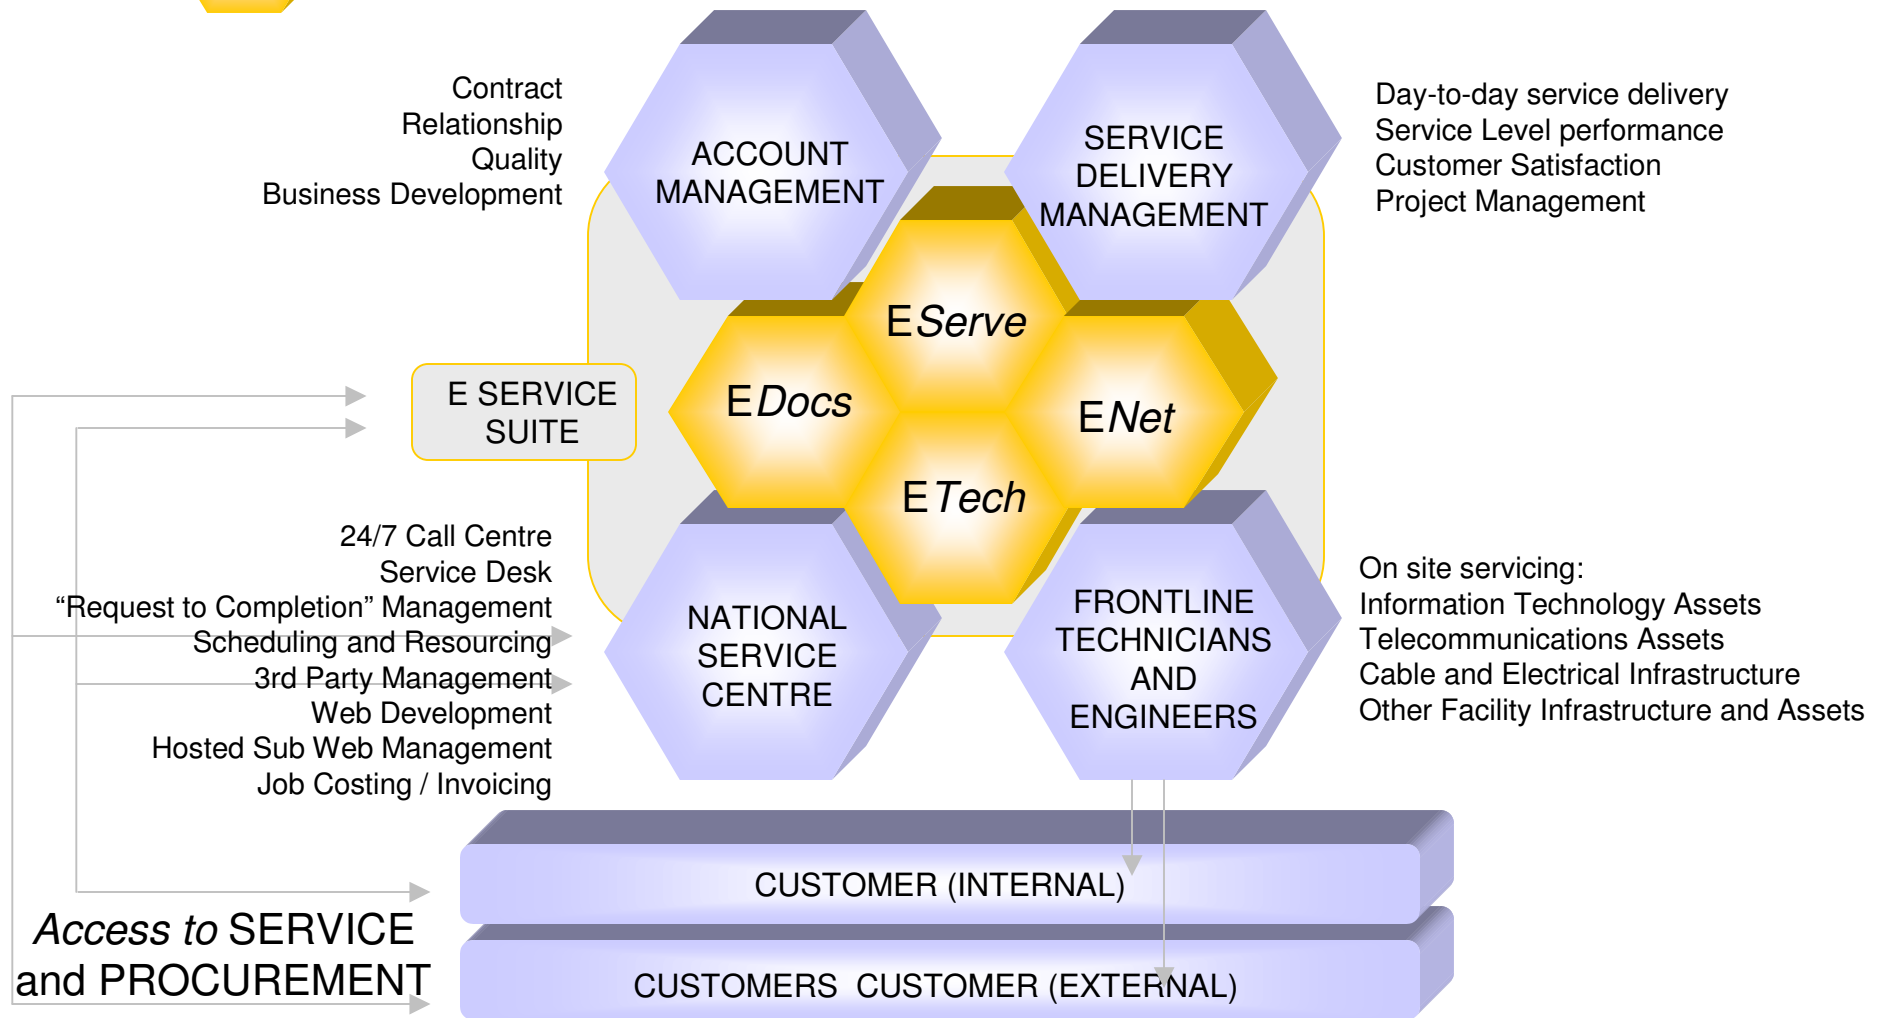 Contract
Relationship
Quality
Business Development
ACCOUNT
MANAGEMENT
SERVICE
DELIVERY
MANAGEMENT
Day-to-day service delivery
Service Level performance
Customer Satisfaction
Project Management
EServe
EDocs
ENet
ETech
E SERVICE
SUITE
24/7 Call Centre
Service Desk
“Request to Completion” Management
Scheduling and Resourcing
3rd Party Management
Web Development
Hosted Sub Web Management
Job Costing / Invoicing
NATIONAL
SERVICE
CENTRE
FRONTLINE
TECHNICIANS
AND
ENGINEERS
On site servicing:
Information Technology Assets
Telecommunications Assets
Cable and Electrical Infrastructure
Other Facility Infrastructure and Assets
CUSTOMER (INTERNAL)
Access to SERVICE
and PROCUREMENT
CUSTOMERS  CUSTOMER (EXTERNAL)